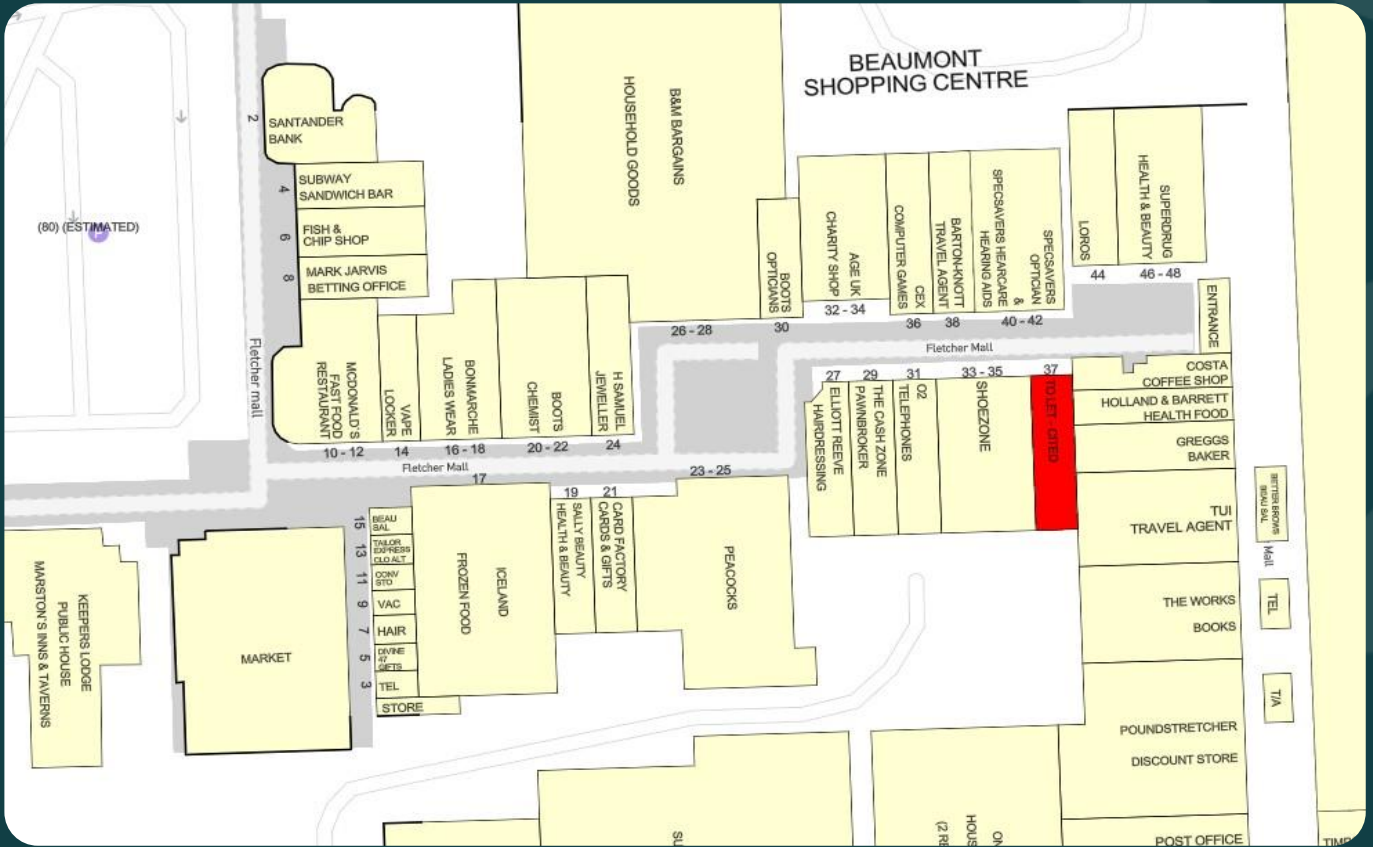 BEAUMONT
SHOPPING CENTRE
(80) (ESTIMATED)
P
2
SANTANDER
BANK
4
SUBWAY
SANDWICH BAR
6
FISH &
CHIP SHOP
8
MARK JARVIS
BETTING OFFICE
Fletcher mall
MCDONALD'S
FAST FOOD
RESTAURANT
10 - 12
VAPE
LOCKER
14
BONMARCHE
LADIES WEAR
16 - 18
BOOTS
CHEMIST
20 - 22
H SAMUEL
JEWELLER
24
B&M BARGAINS
HOUSEHOLD GOODS
26 - 28
BOOTS
OPTICIANS
30
AGE UK
CHARITY SHOP
32 - 34
CEX
COMPUTER GAMES
36
BARTON-KNOTT
TRAVEL AGENT
38
SPECSAVERS
OPTICIAN
&
SPECSAVERS HEARCARE
HEARING AIDS
40 - 42
LOROS
44
SUPERDRUG
HEALTH & BEAUTY
46 - 48
ENTRANCE
Fletcher Mall
27
ELLIOTT REEVE
HAIRDRESSING
29
THE CASH ZONE
PAWNBROKER
31
O2
TELEPHONES
33 - 35
SHOEZONE
37
TO LET - CITED
COSTA
COFFEE SHOP
HOLLAND & BARRETT
HEALTH FOOD
GREGGS
BAKER
TUI
TRAVEL AGENT
THE WORKS
BOOKS
POUNDSTRETCHER
DISCOUNT STORE
POST OFFICE
BETTER BROWS
BEAU SAL
Mall
TEL
T/A
Fletcher Mall
17
ICELAND
FROZEN FOOD
19
SALLY BEAUTY
HEALTH & BEAUTY
21
CARD FACTORY
CARDS & GIFTS
23 - 25
PEACOCKS
15
BEAU
SAL
13
TAILOR
EXPRESS
CLO ALT
11
CONV
STO
9
VAC
7
HAIR
5
DIVINE
47
GIFTS
3
TEL
STORE
MARKET
KEEPERS LODGE
PUBLIC HOUSE
MARSTON'S INNS & TAVERNS
SU
ON
HOUS
(2 RE